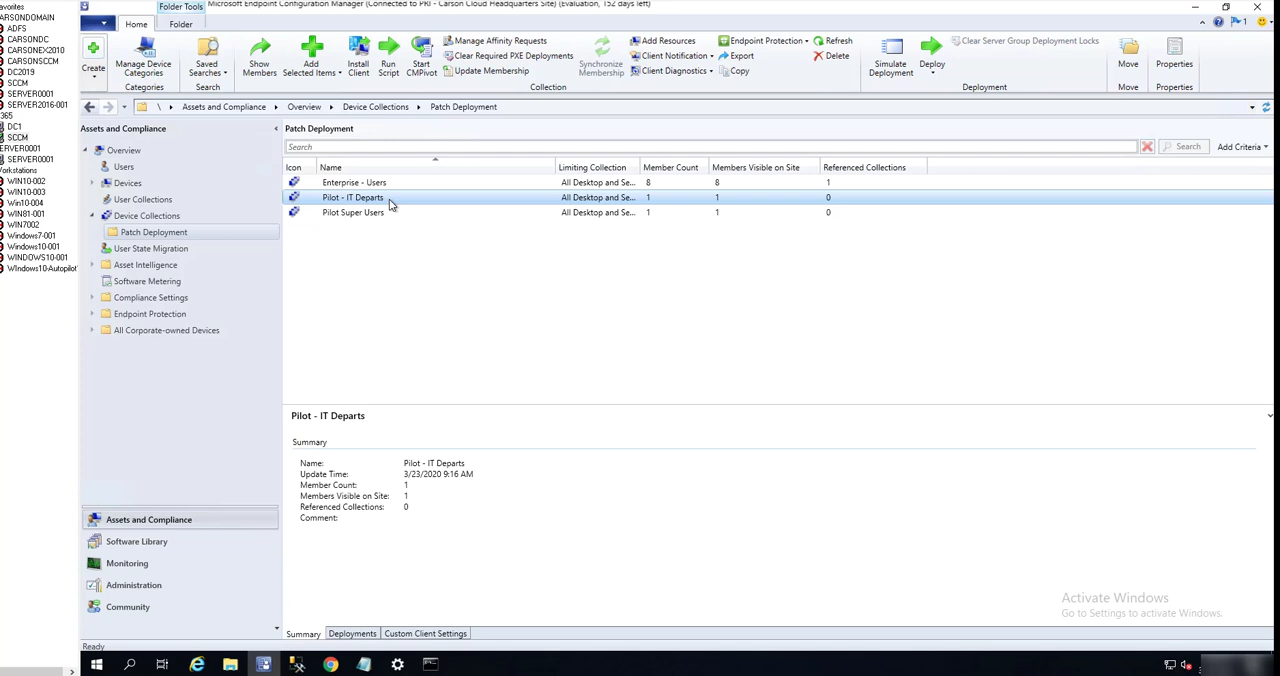 avorites
Folder Tools
Microsoft Endpoint Configuration Manager (Connected to PRI - Carson Cloud Headquarters Site) (Evaluation, 152 days left)
ARSONDOMAIN
ADFS
CARSONDC
CARSONEX2010
CARSONSCCM
DC2019
SCCM
SERVER0001
SERVER2016-001
365
DC1
SCCM
ERVER0001
SERVER0001
orkstations
WIN10-002
WIN10-003
Win10-004
WIN81-001
WIN7002
Windows7-001
Windows10-001
WINDOWS10-001
WIndows10-Autopilot
Home
Folder
Create
Manage Device
Categories
Categories
Saved
Searches
Search
Show
Members
Add
Selected Items
Install
Client
Run
Script
Start
CMPivot
Manage Affinity Requests
Clear Required PXE Deployments
Update Membership
Synchronize
Membership
Add Resources
Client Notification
Client Diagnostics
Endpoint Protection
Export
Copy
Refresh
Delete
Collection
Simulate
Deployment
Deploy
Clear Server Group Deployment Locks
Deployment
Move
Move
Properties
Properties
\ Assets and Compliance Overview Device Collections Patch Deployment
Assets and Compliance
Overview
Users
Devices
User Collections
Device Collections
Patch Deployment
User State Migration
Asset Intelligence
Software Metering
Compliance Settings
Endpoint Protection
All Corporate-owned Devices
Assets and Compliance
Software Library
Monitoring
Administration
Community
Patch Deployment
Search
Search
Add Criteria
Icon Name Limiting Collection Member Count Members Visible on Site Referenced Collections
Enterprise - Users All Desktop and Se... 8 8 1
Pilot - IT Departs All Desktop and Se... 1 1 0
Pilot Super Users All Desktop and Se... 1 1 0
Pilot - IT Departs
Summary
Name: Pilot - IT Departs
Update Time: 3/23/2020 9:16 AM
Member Count: 1
Members Visible on Site: 1
Referenced Collections: 0
Comment:
Activate Windows
Go to Settings to activate Windows.
Summary Deployments Custom Client Settings
Ready